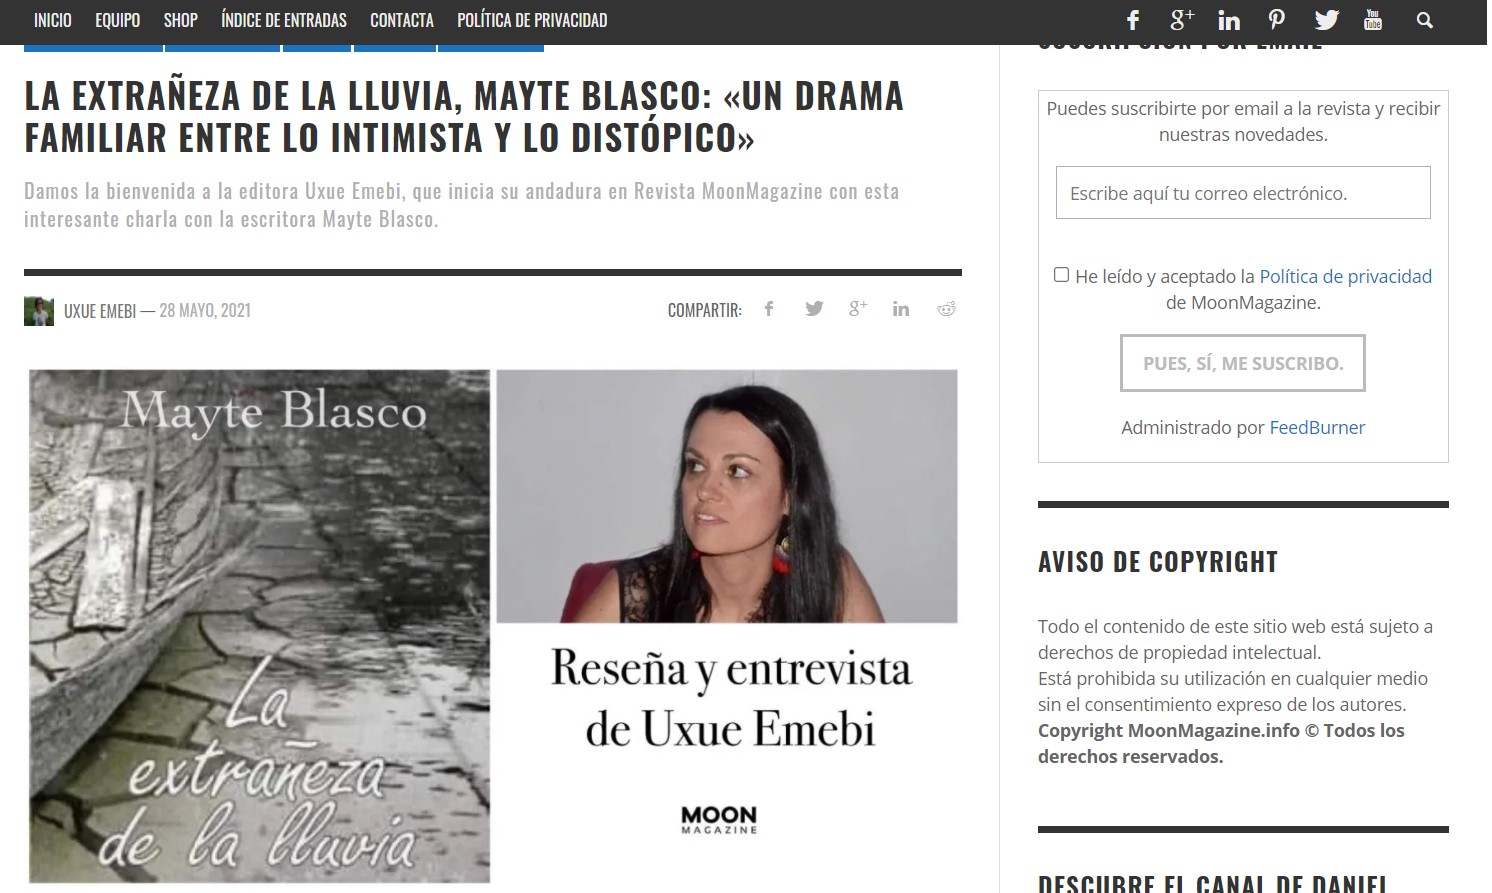 INICIO EQUIPO SHOP ÍNDICE DE ENTRADAS CONTACTA POLÍTICA DE PRIVACIDAD
LA EXTRAÑEZA DE LA LLUVIA, MAYTE BLASCO: «UN DRAMA
FAMILIAR ENTRE LO INTIMISTA Y LO DISTÓPICO»
Damos la bienvenida a la editora Uxue Emebi, que inicia su andadura en Revista MoonMagazine con esta
interesante charla con la escritora Mayte Blasco.
UXUE EMEBI — 28 MAYO, 2021
COMPARTIR:
Mayte Blasco
La
extrañeza
de la lluvia
Reseña y entrevista
de Uxue Emebi
MOON
MAGAZINE
SUSCRIPCIÓN POR EMAIL
Puedes suscribirte por email a la revista y recibir
nuestras novedades.
Escribe aquí tu correo electrónico.
He leído y aceptado la Política de privacidad
de MoonMagazine.
PUES, SÍ, ME SUSCRIBO.
Administrado por FeedBurner
AVISO DE COPYRIGHT
Todo el contenido de este sitio web está sujeto a
derechos de propiedad intelectual.
Está prohibida su utilización en cualquier medio
sin el consentimiento expreso de los autores.
Copyright MoonMagazine.info © Todos los
derechos reservados.
DESCUBRE EL CANAL DE DANIEL